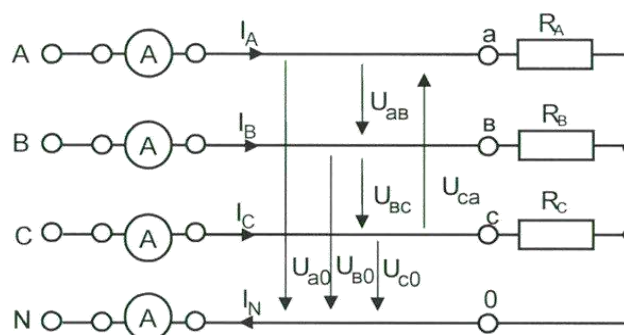 A A I_A a R_A
U_aв
B A I_B в R_B
U_вc
U_ca
C A I_C c R_C
U_a0 U_в0 U_c0
N A I_N 0